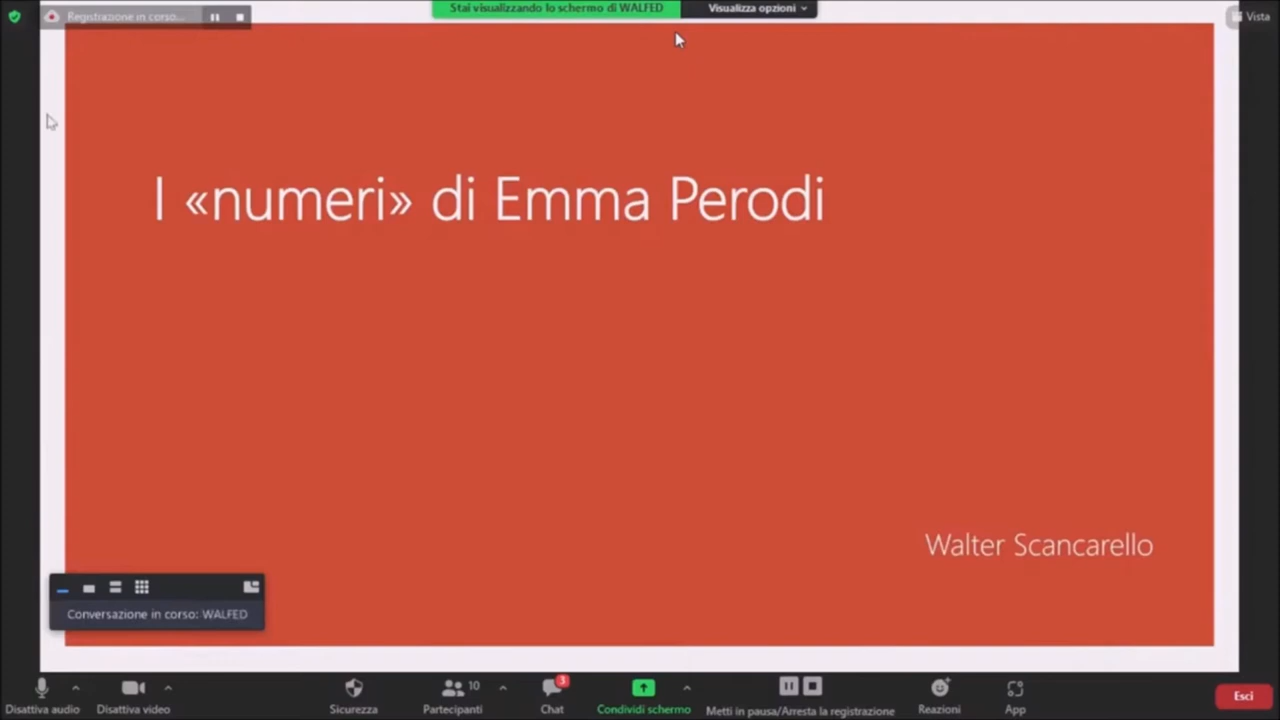 Registrazione in corso...
Stai visualizzando lo schermo di WALFED
Visualizza opzioni
Vista
I «numeri» di Emma Perodi
Walter Scancarello
Conversazione in corso: WALFED
10
3
Disattiva audio
Disattiva video
Sicurezza
Partecipanti
Chat
Condividi schermo
Metti in pausa/Arresta la registrazione
Reazioni
App
Esci